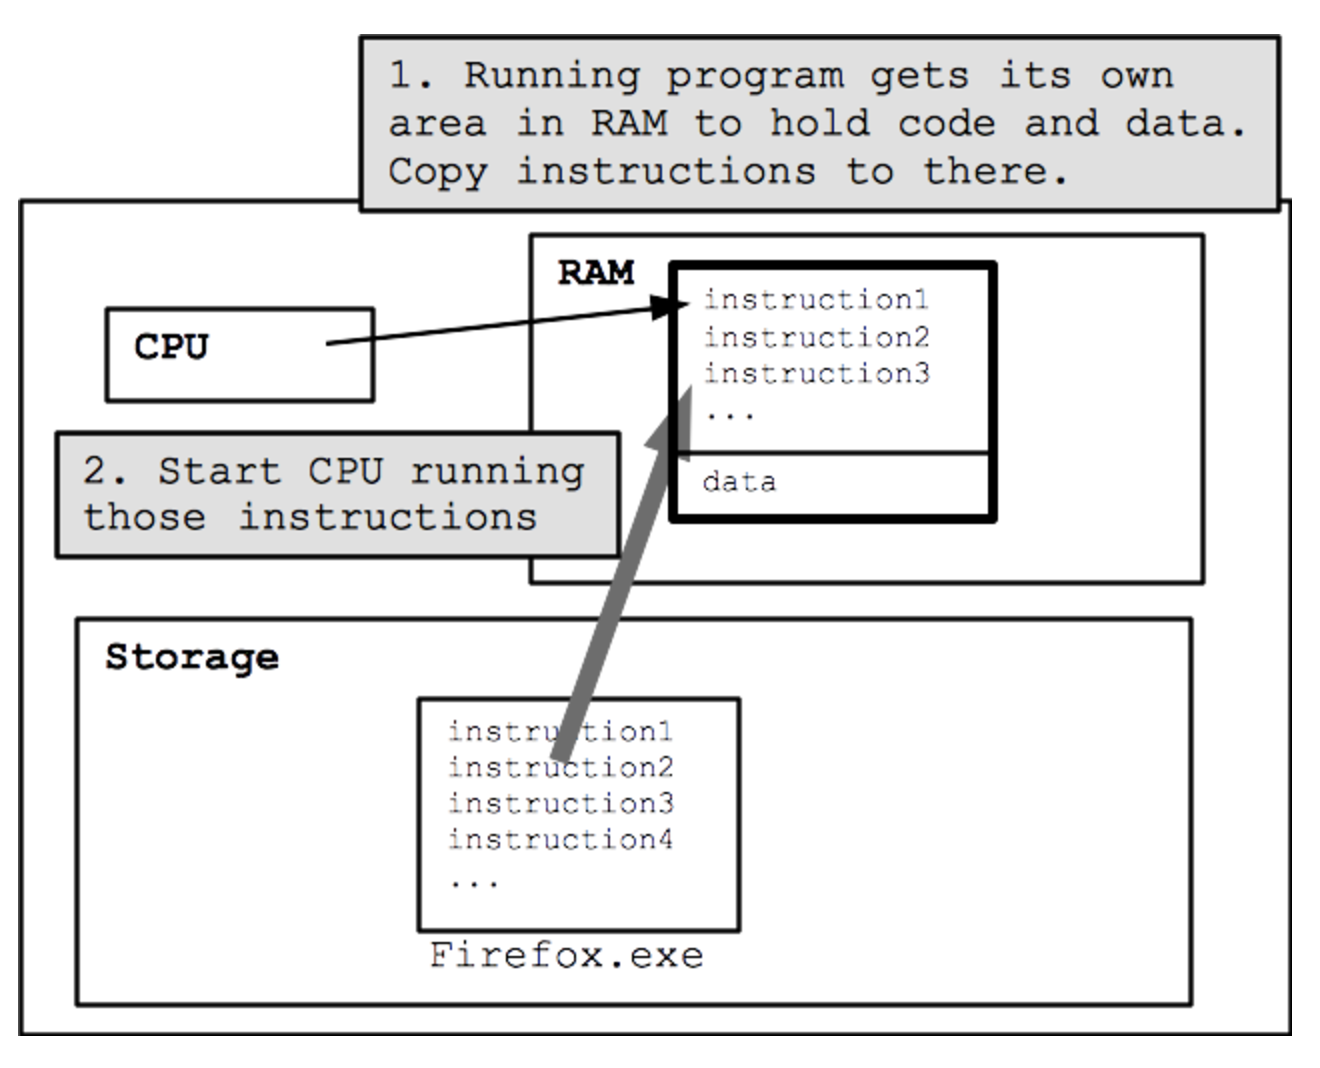 1. Running program gets its own
area in RAM to hold code and data.
Copy instructions to there.
RAM
instruction1
instruction2
instruction3
...
data
CPU
2. Start CPU running
those instructions
Storage
instruction1
instruction2
instruction3
instruction4
...
Firefox.exe